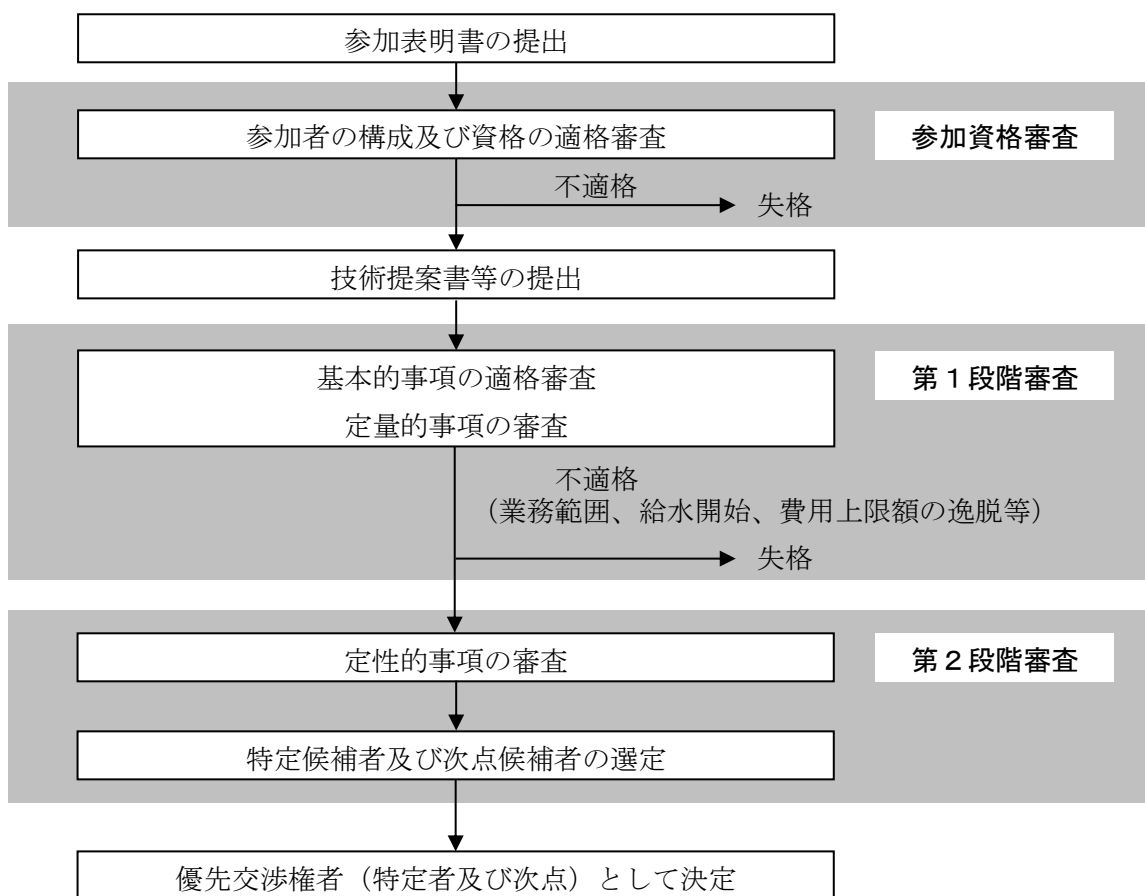 参加表明書の提出
参加者の構成及び資格の適格審査
参加資格審査
不適格
失格
技術提案書等の提出
基本的事項の適格審査
第1段階審査
定量的事項の審査
不適格
（業務範囲、給水開始、費用上限額の逸脱等）
失格
定性的事項の審査
第2段階審査
特定候補者及び次点候補者の選定
優先交渉権者（特定者及び次点）として決定